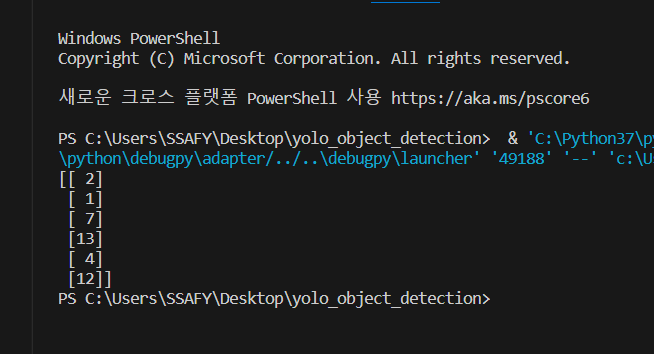 Windows PowerShell
Copyright (C) Microsoft Corporation. All rights reserved.
새로운 크로스 플랫폼 PowerShell 사용 https://aka.ms/pscore6
PS C:\Users\SSAFY\Desktop\yolo_object_detection>  & 'C:\Python37\py
\python\debugpy\adapter/../..\debugpy\launcher' '49188' '--' 'c:\U
[[ 2]
 [ 1]
 [ 7]
 [13]
 [ 4]
 [12]]
PS C:\Users\SSAFY\Desktop\yolo_object_detection>